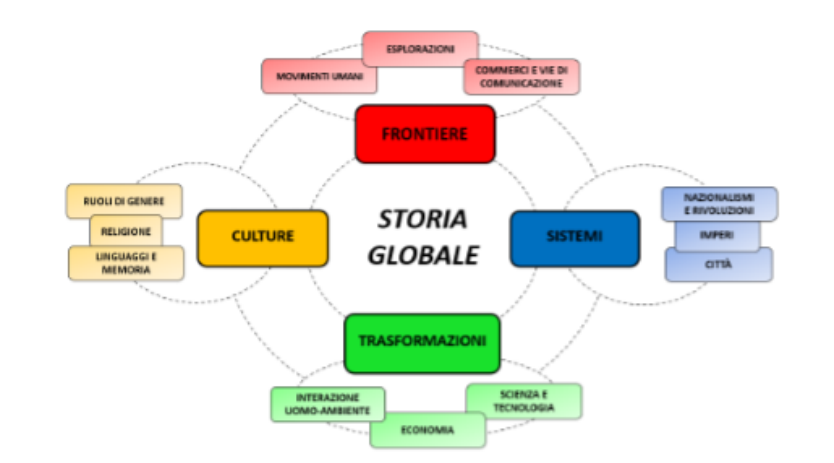 ESPLORAZIONI
MOVIMENTI UMANI
COMMERCI E VIE DI
COMUNICAZIONE
FRONTIERE
RUOLI DI GENERE
RELIGIONE
LINGUAGGI E
MEMORIA
CULTURE
STORIA
GLOBALE
SISTEMI
NAZIONALISMI
E RIVOLUZIONI
IMPERI
CITTÀ
TRASFORMAZIONI
INTERAZIONE
UOMO-AMBIENTE
ECONOMIA
SCIENZA E
TECNOLOGIA